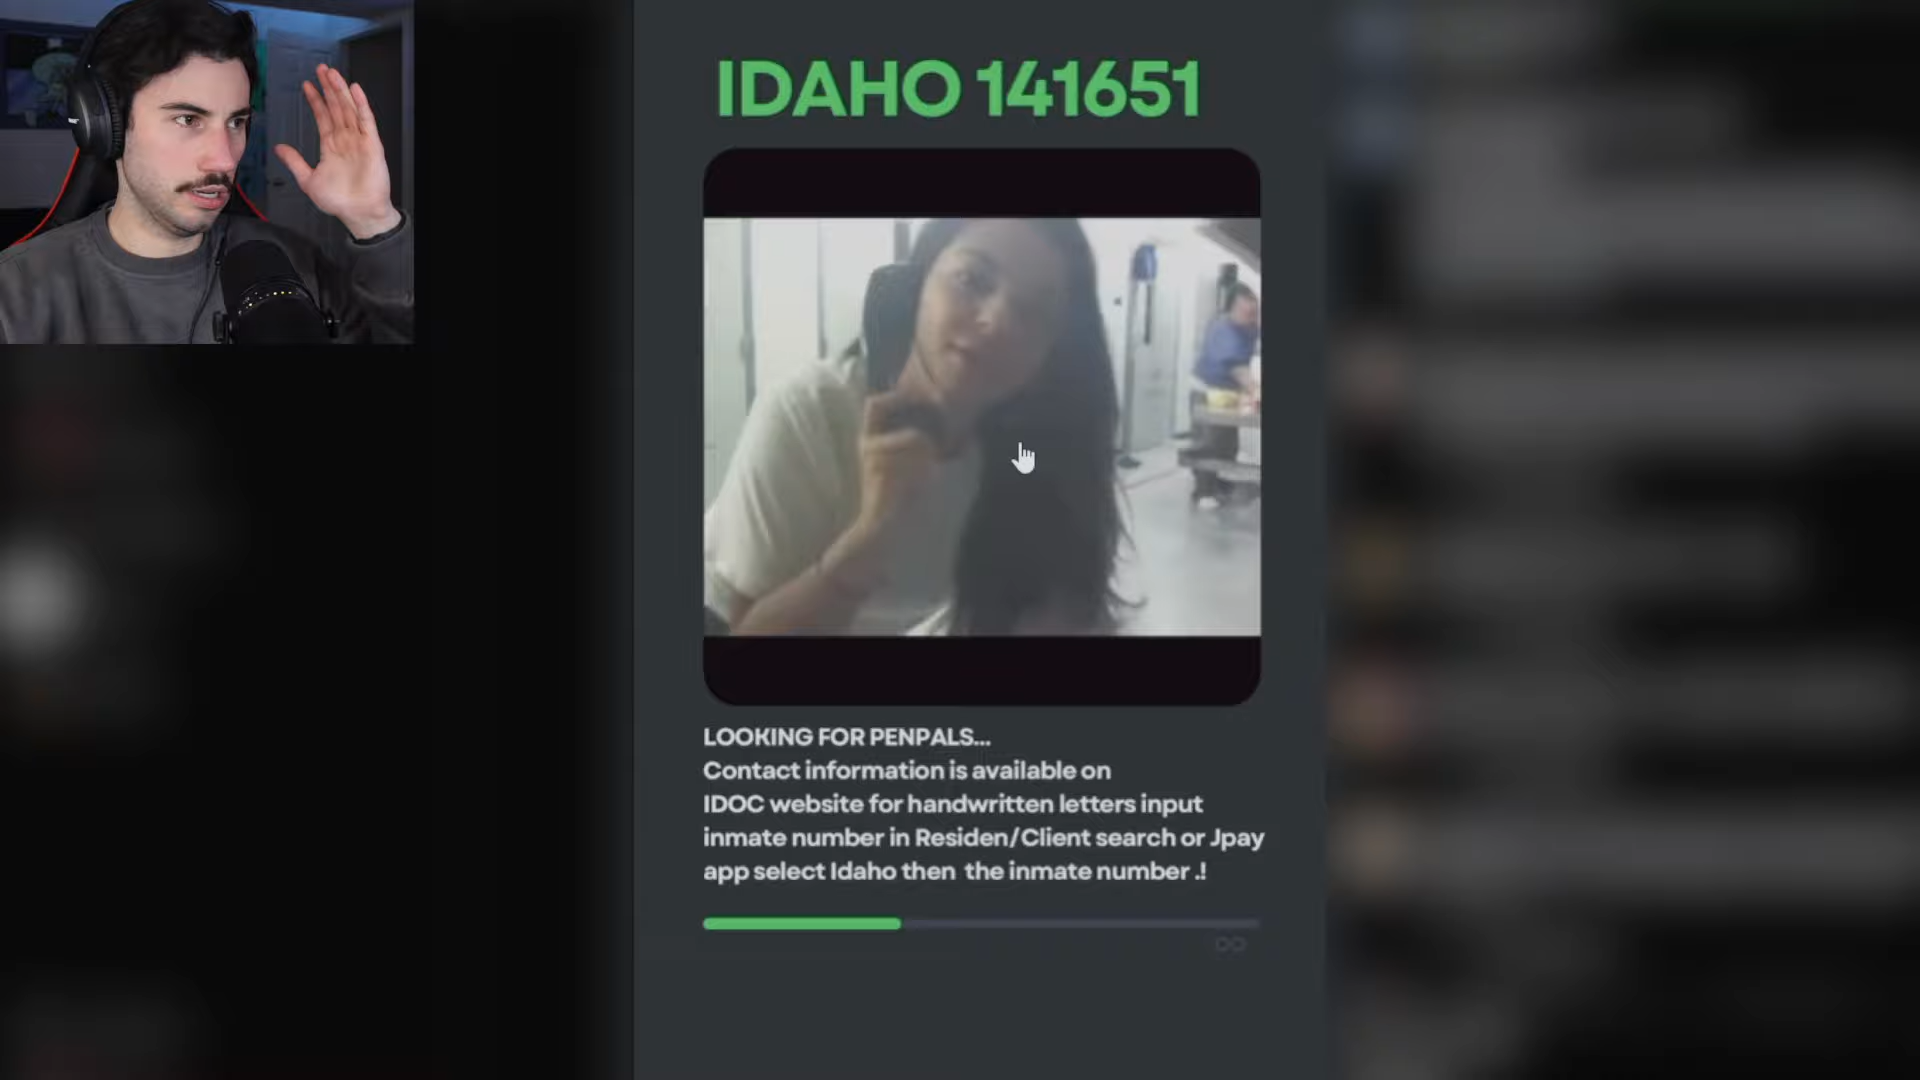 IDAHO 141651
LOOKING FOR PENPALS...
Contact information is available on
IDOC website for handwritten letters input
inmate number in Residen/Client search or Jpay
app select Idaho then the inmate number .!